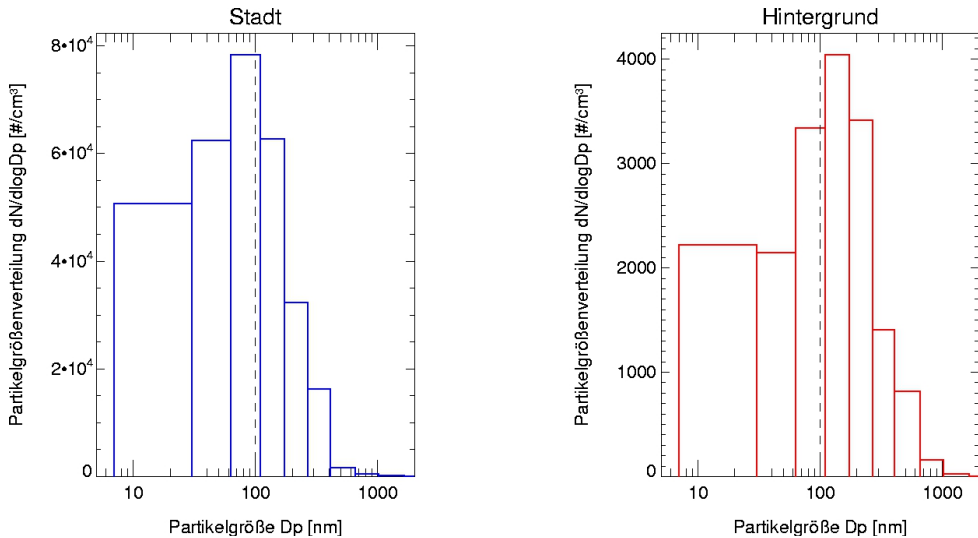 Stadt
Partikelgrößenverteilung dN/dlogDp [#/cm³]
8•10⁴
6•10⁴
4•10⁴
2•10⁴
0
10 100 1000
Partikelgröße Dp [nm]
Hintergrund
Partikelgrößenverteilung dN/dlogDp [#/cm³]
4000
3000
2000
1000
0
10 100 1000
Partikelgröße Dp [nm]